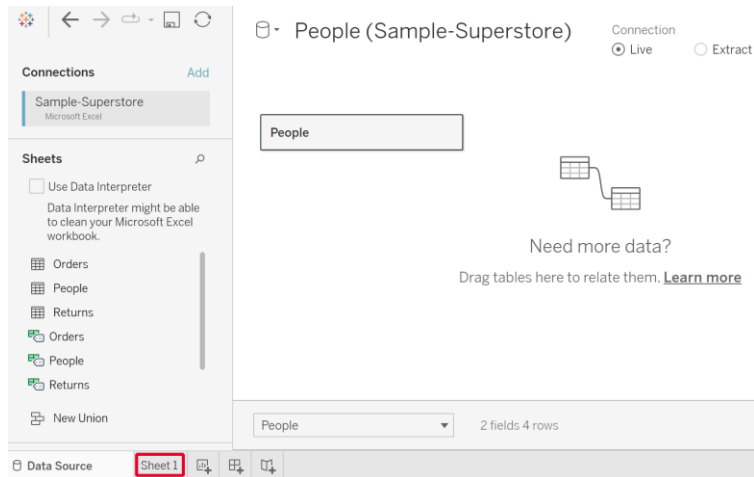 People (Sample-Superstore)
Connection
Live
Extract
Connections
Add
Sample-Superstore
Microsoft Excel
People
Sheets
Use Data Interpreter
Data Interpreter might be able
to clean your Microsoft Excel
workbook.
Orders
People
Returns
Orders
People
Returns
New Union
Need more data?
Drag tables here to relate them. Learn more
People
2 fields 4 rows
Data Source
Sheet 1